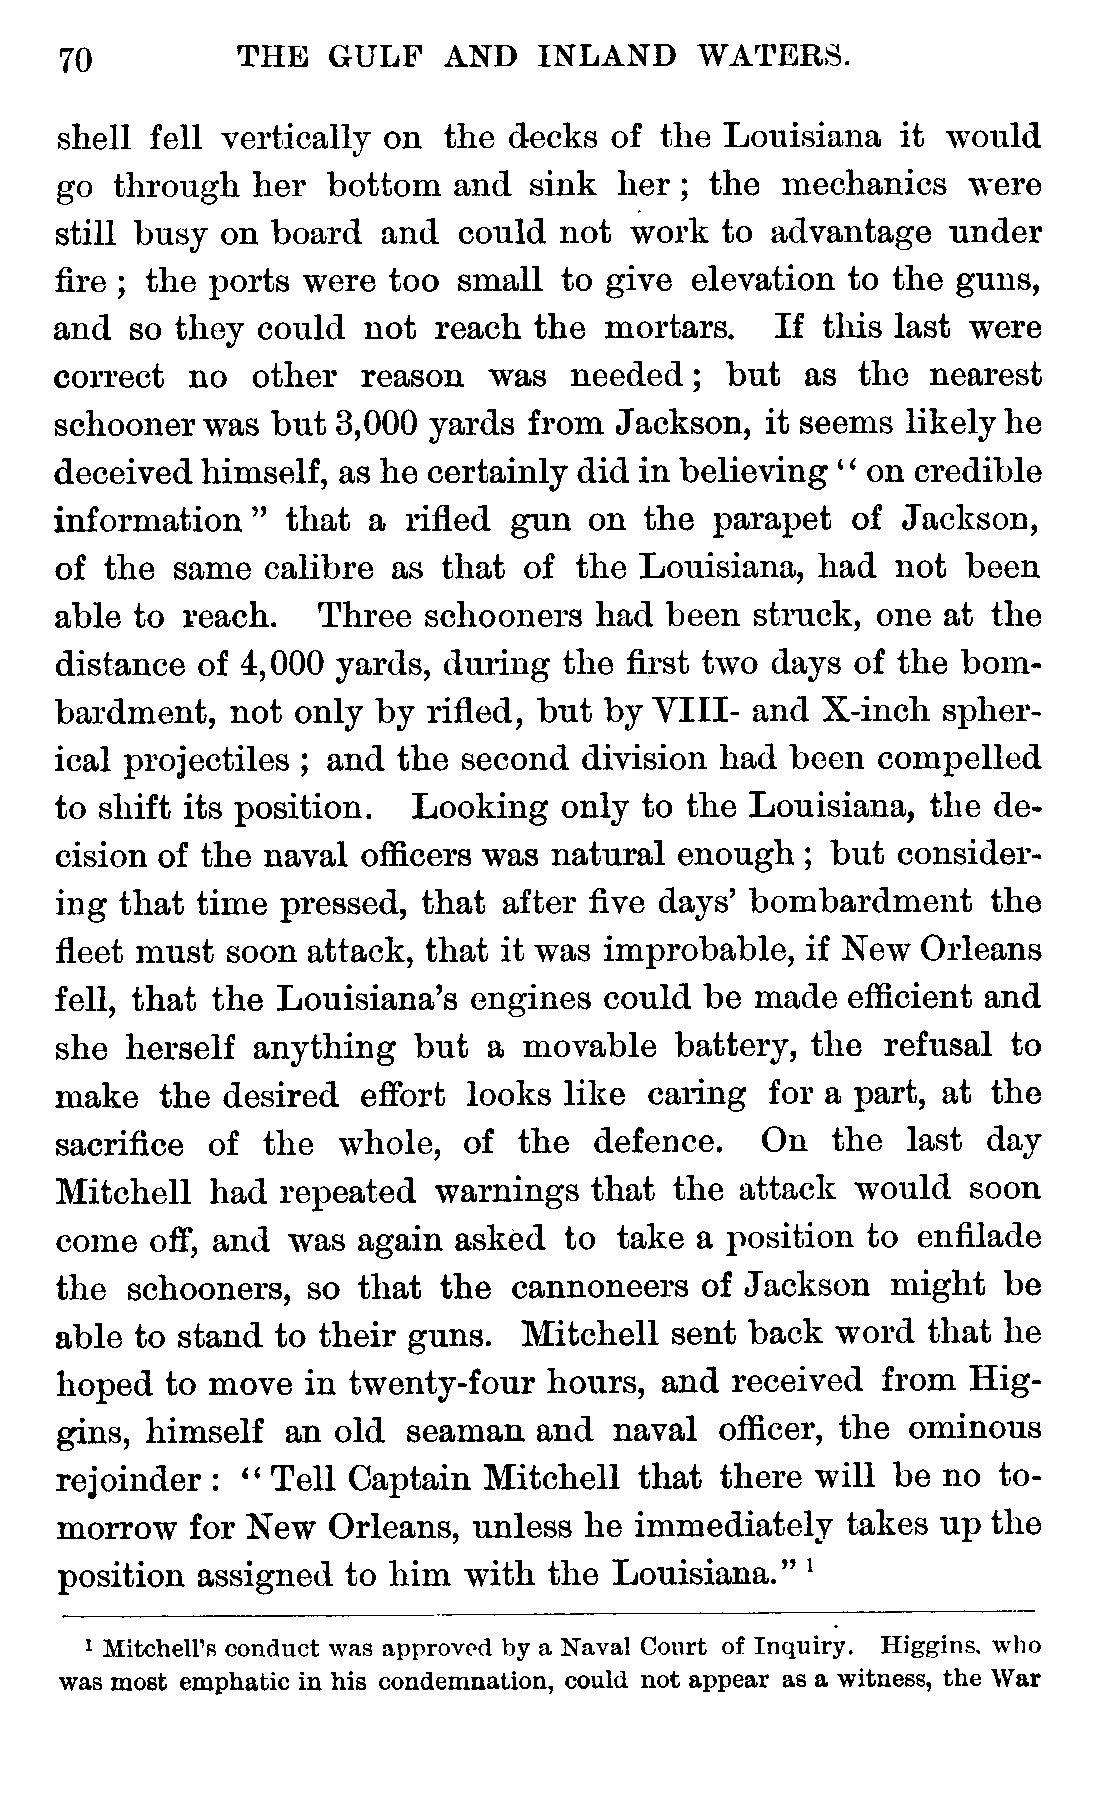 70 THE GULF AND INLAND WATERS.
shell fell vertically on the decks of the Louisiana it would
go through her bottom and sink her ; the mechanics were
still busy on board and could not work to advantage under
fire ; the ports were too small to give elevation to the guns,
and so they could not reach the mortars. If this last were
correct no other reason was needed ; but as the nearest
schooner was but 3,000 yards from Jackson, it seems likely he
deceived himself, as he certainly did in believing “ on credible
information ” that a rifled gun on the parapet of Jackson,
of the same calibre as that of the Louisiana, had not been
able to reach. Three schooners had been struck, one at the
distance of 4,000 yards, during the first two days of the bom-
bardment, not only by rifled, but by VIII- and X-inch spher-
ical projectiles ; and the second division had been compelled
to shift its position. Looking only to the Louisiana, the de-
cision of the naval officers was natural enough ; but consider-
ing that time pressed, that after five days’ bombardment the
fleet must soon attack, that it was improbable, if New Orleans
fell, that the Louisiana’s engines could be made efficient and
she herself anything but a movable battery, the refusal to
make the desired effort looks like caring for a part, at the
sacrifice of the whole, of the defence. On the last day
Mitchell had repeated warnings that the attack would soon
come off, and was again asked to take a position to enfilade
the schooners, so that the cannoneers of Jackson might be
able to stand to their guns. Mitchell sent back word that he
hoped to move in twenty-four hours, and received from Hig-
gins, himself an old seaman and naval officer, the ominous
rejoinder : “ Tell Captain Mitchell that there will be no to-
morrow for New Orleans, unless he immediately takes up the
position assigned to him with the Louisiana.” ¹
¹ Mitchell’s conduct was approved by a Naval Court of Inquiry. Higgins, who
was most emphatic in his condemnation, could not appear as a witness, the War